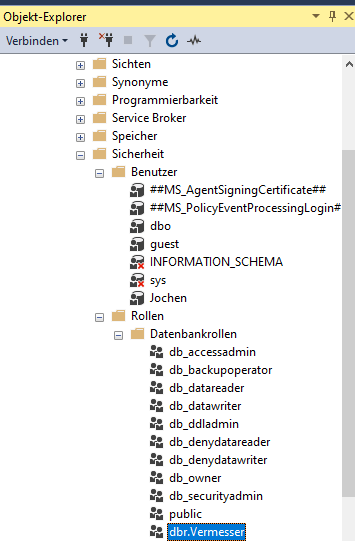 Objekt-Explorer
Verbinden
Sichten
Synonyme
Programmierbarkeit
Service Broker
Speicher
Sicherheit
Benutzer
##MS_AgentSigningCertificate##
##MS_PolicyEventProcessingLogin#
dbo
guest
INFORMATION_SCHEMA
sys
Jochen
Rollen
Datenbankrollen
db_accessadmin
db_backupoperator
db_datareader
db_datawriter
db_ddladmin
db_denydatareader
db_denydatawriter
db_owner
db_securityadmin
public
dbr.Vermesser